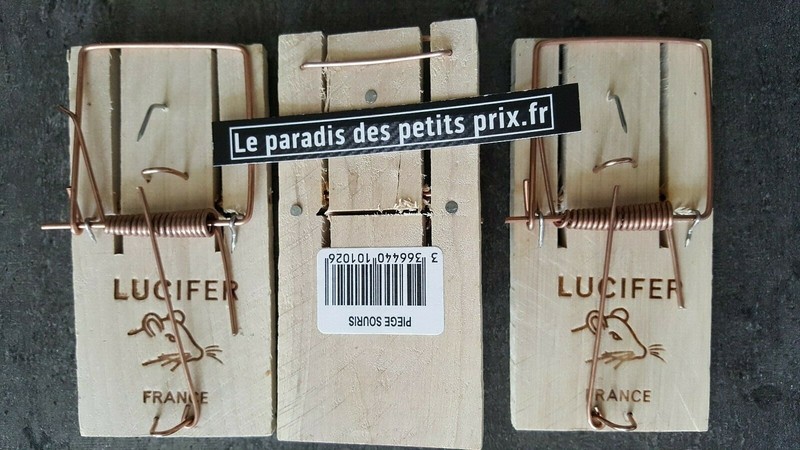 Le paradis des petits prix.fr
LUCIFER
FRANCE
3 366440 101026
PIEGE SOURIS
LUCIFER
FRANCE